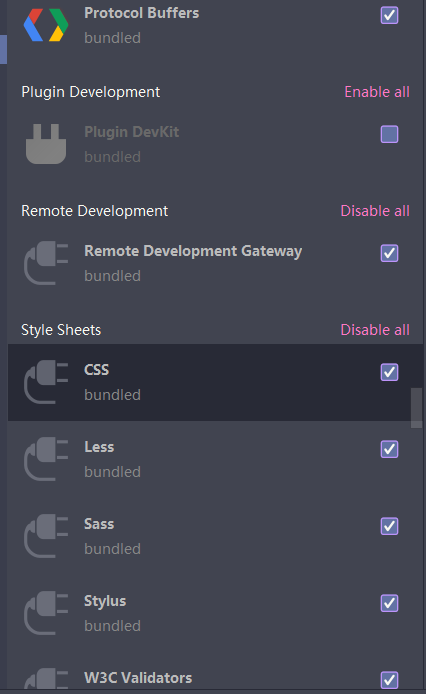 Protocol Buffers
bundled
Plugin Development Enable all
Plugin DevKit
bundled
Remote Development Disable all
Remote Development Gateway
bundled
Style Sheets Disable all
CSS
bundled
Less
bundled
Sass
bundled
Stylus
bundled
W3C Validators